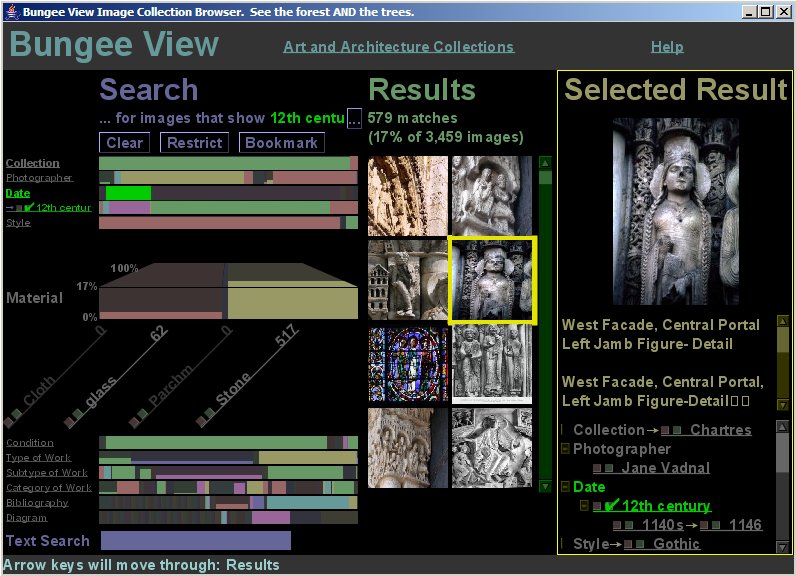 Bungee View Image Collection Browser. See the forest AND the trees.
Bungee View
Art and Architecture Collections
Help
Search
... for images that show 12th centu ...
Clear
Restrict
Bookmark
Collection
Photographer
Date
12th centur
Style
Material
100%
17%
0%
0
62
0
517
Cloth
glass
Parchm
Stone
Condition
Type of Work
Subtype of Work
Category of Work
Bibliography
Diagram
Text Search
Results
579 matches
(17% of 3,459 images)
Selected Result
West Facade, Central Portal
Left Jamb Figure- Detail
West Facade, Central Portal,
Left Jamb Figure-Detail
Collection → Chartres
Photographer
Jane Vadnal
Date
12th century
1140s → 1146
Style → Gothic
Arrow keys will move through: Results